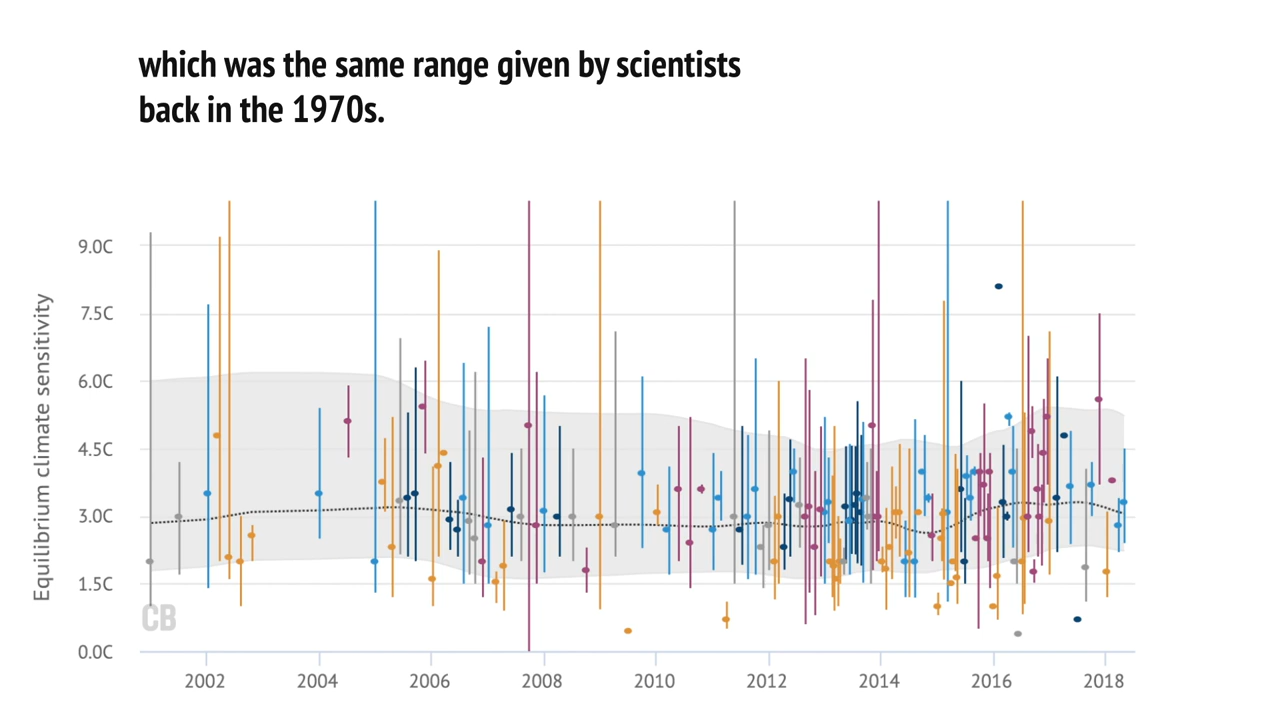 which was the same range given by scientists
back in the 1970s.
Equilibrium climate sensitivity
9.0C
7.5C
6.0C
4.5C
3.0C
1.5C
0.0C
CB
2002 2004 2006 2008 2010 2012 2014 2016 2018